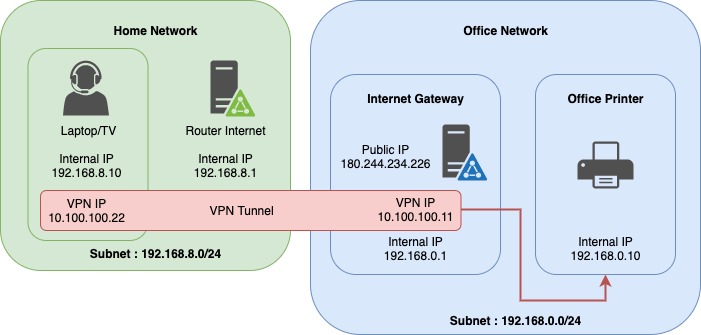 Home Network
Laptop/TV
Internal IP
192.168.8.10
Router Internet
Internal IP
192.168.8.1
VPN IP
10.100.100.22
VPN Tunnel
VPN IP
10.100.100.11
Subnet : 192.168.8.0/24
Office Network
Internet Gateway
Public IP
180.244.234.226
Internal IP
192.168.0.1
Office Printer
Internal IP
192.168.0.10
Subnet : 192.168.0.0/24